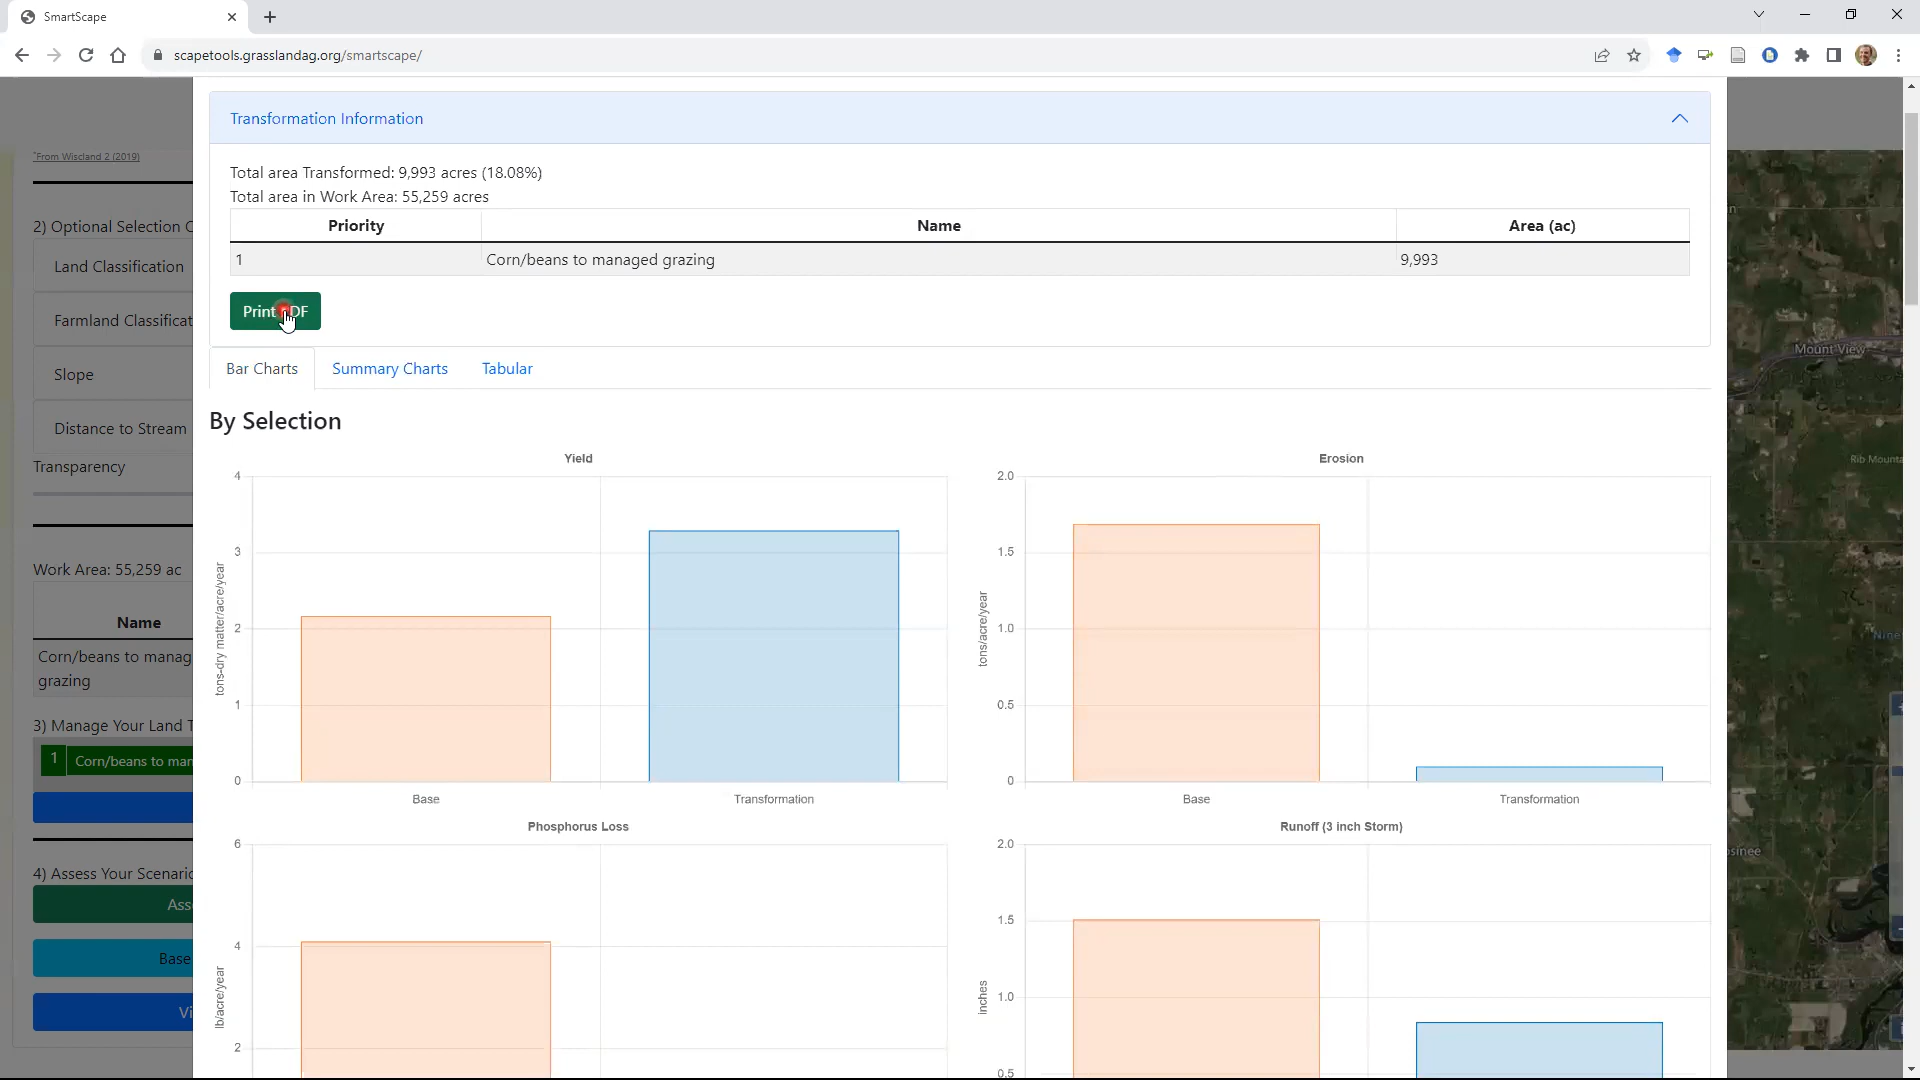 SmartScape
scapetools.grasslandag.org/smartscape/
*From Wiscland 2 (2019)
2) Optional Selection C
Land Classification
Farmland Classificat
Slope
Distance to Stream
Transparency
Work Area: 55,259 ac
Name
Corn/beans to manag
grazing
3) Manage Your Land T
1 Corn/beans to man
4) Assess Your Scenario
Ass
Base
Vi
Transformation Information
Total area Transformed: 9,993 acres (18.08%)
Total area in Work Area: 55,259 acres
Priority Name Area (ac)
1 Corn/beans to managed grazing 9,993
Print DF
Bar Charts Summary Charts Tabular
By Selection
Yield
4
3
2
1
0
tons-dry matter/acre/year
Base Transformation
Erosion
2.0
1.5
1.0
0.5
0
tons/acre/year
Base Transformation
Phosphorus Loss
6
4
2
lb/acre/year
Runoff (3 inch Storm)
2.0
1.5
1.0
0.5
inches
Mount View
Rib Mounta
Nine
sinee